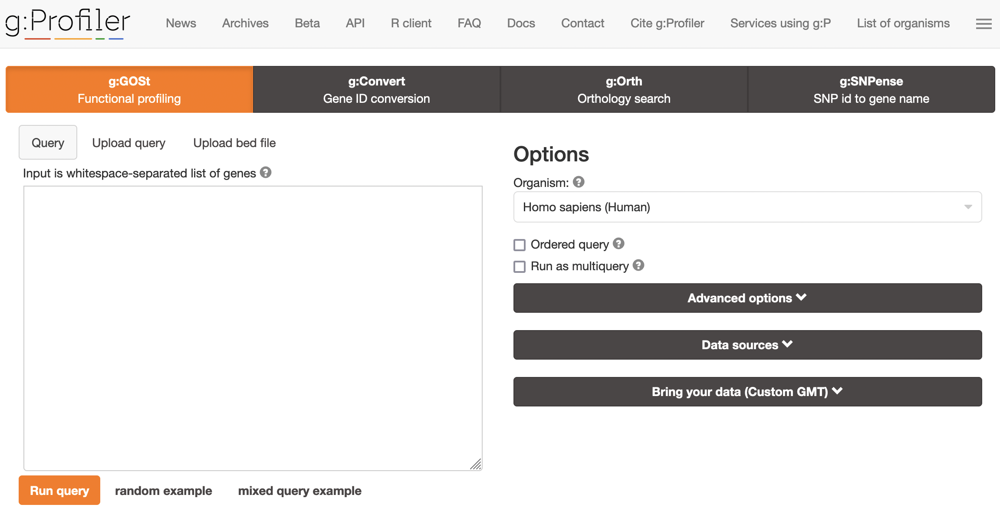 g:Profiler
News Archives Beta API R client FAQ Docs Contact Cite g:Profiler Services using g:P List of organisms
g:GOSt
Functional profiling
g:Convert
Gene ID conversion
g:Orth
Orthology search
g:SNPense
SNP id to gene name
Query Upload query Upload bed file
Input is whitespace-separated list of genes ?
Run query random example mixed query example
Options
Organism: ?
Homo sapiens (Human)
Ordered query ?
Run as multiquery ?
Advanced options
Data sources
Bring your data (Custom GMT)